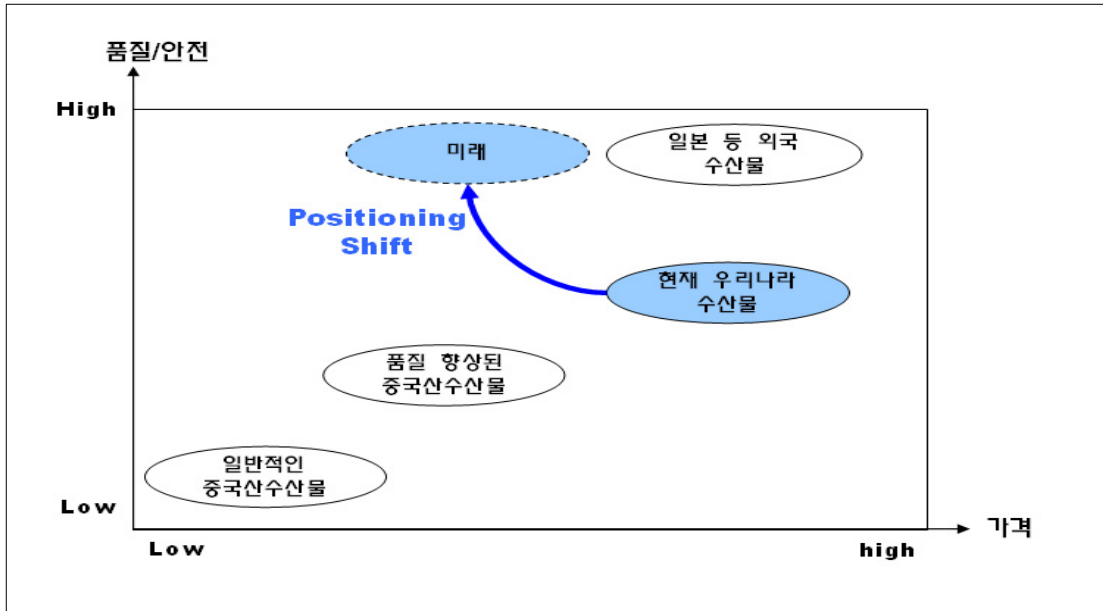 품질/안전
High
미래
일본 등 외국
수산물
Positioning
Shift
현재 우리나라
수산물
품질 향상된
중국산수산물
일반적인
중국산수산물
Low
가격
Low
high